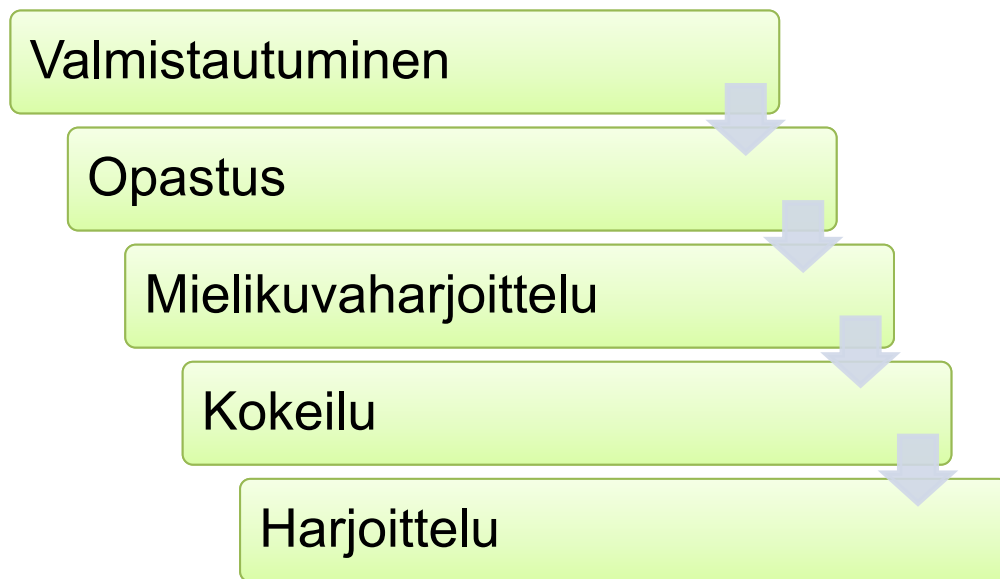 Valmistautuminen
Opastus
Mielikuvaharjoittelu
Kokeilu
Harjoittelu